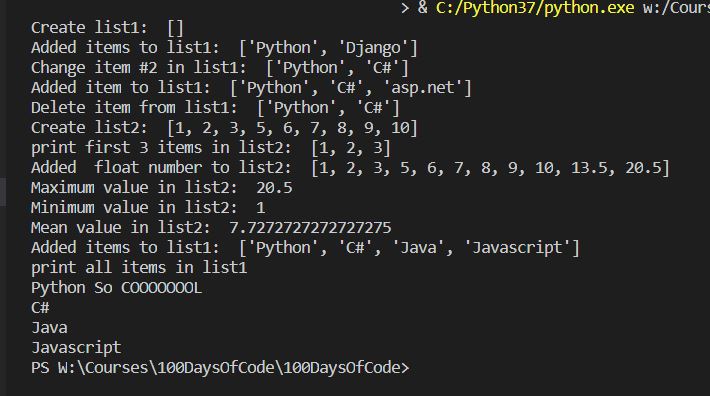 > & C:/Python37/python.exe w:/Cours
Create list1:  []
Added items to list1:  ['Python', 'Django']
Change item #2 in list1:  ['Python', 'C#']
Added item to list1:  ['Python', 'C#', 'asp.net']
Delete item from list1:  ['Python', 'C#']
Create list2:  [1, 2, 3, 5, 6, 7, 8, 9, 10]
print first 3 items in list2:  [1, 2, 3]
Added  float number to list2:  [1, 2, 3, 5, 6, 7, 8, 9, 10, 13.5, 20.5]
Maximum value in list2:  20.5
Minimum value in list2:  1
Mean value in list2:  7.7272727272727275
Added items to list1:  ['Python', 'C#', 'Java', 'Javascript']
print all items in list1
Python So COOOOOOOL
C#
Java
Javascript
PS W:\Courses\100DaysOfCode\100DaysOfCode>